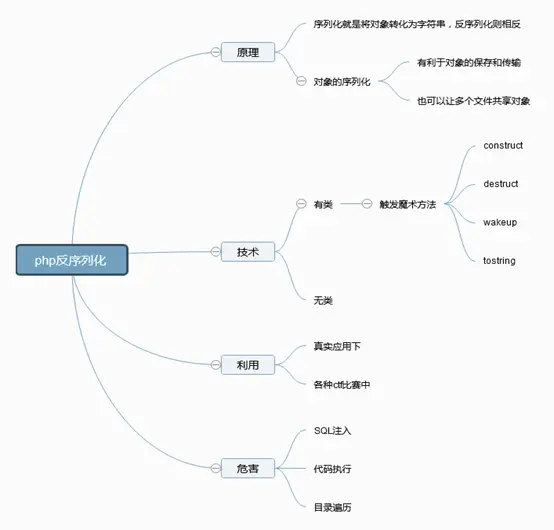 php反序列化
原理
序列化就是将对象转化为字符串，反序列化则相反
对象的序列化
有利于对象的保存和传输
也可以让多个文件共享对象
技术
有类
触发魔术方法
construct
destruct
wakeup
tostring
无类
利用
真实应用下
各种ctf比赛中
危害
SQL注入
代码执行
目录遍历